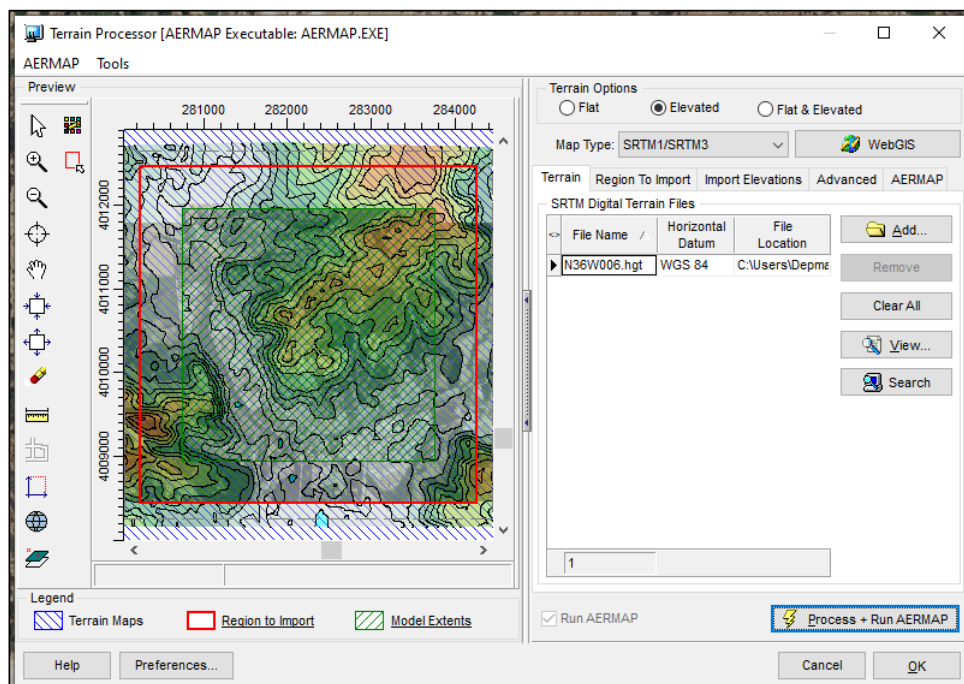 Terrain Processor [AERMAP Executable: AERMAP.EXE]
AERMAP Tools
Preview
281000 282000 283000 284000
4012000
4011000
4010000
4009000
Legend
Terrain Maps Region to Import Model Extents
Terrain Options
Flat Elevated Flat & Elevated
Map Type: SRTM1/SRTM3 WebGIS
Terrain Region To Import Import Elevations Advanced AERMAP
SRTM Digital Terrain Files
<> File Name Horizontal Datum File Location
N36W006.hgt WGS 84 C:\Users\Depma
1
Add...
Remove
Clear All
View...
Search
Run AERMAP Process + Run AERMAP
Help Preferences... Cancel OK